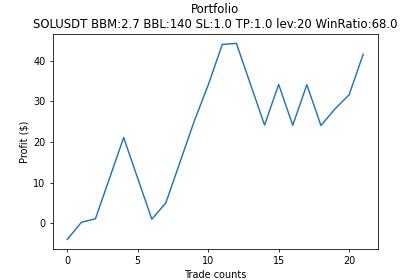 Portfolio
SOLUSDT BBM:2.7 BBL:140 SL:1.0 TP:1.0 lev:20 WinRatio:68.0
40
30
20
10
0
Profit ($)
0 5 10 15 20
Trade counts